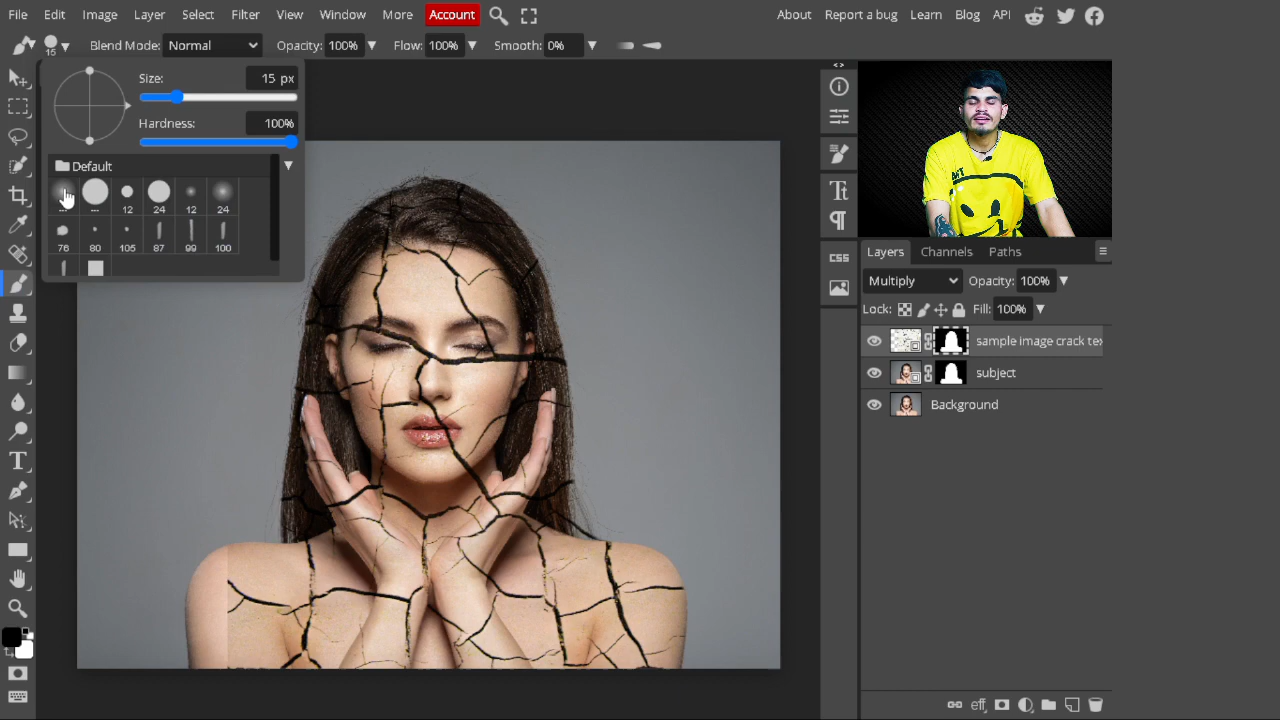 File Edit Image Layer Select Filter View Window More Account About Report a bug Learn Blog API
16 Blend Mode: Normal Opacity: 100% Flow: 100% Smooth: 0%
Size: 15 px
Hardness: 100%
Default
--- --- 12 24 12 24
76 80 105 87 99 100
CSS
Layers Channels Paths
Multiply Opacity: 100%
Lock: Fill: 100%
sample image crack tex
subject
Background
eff